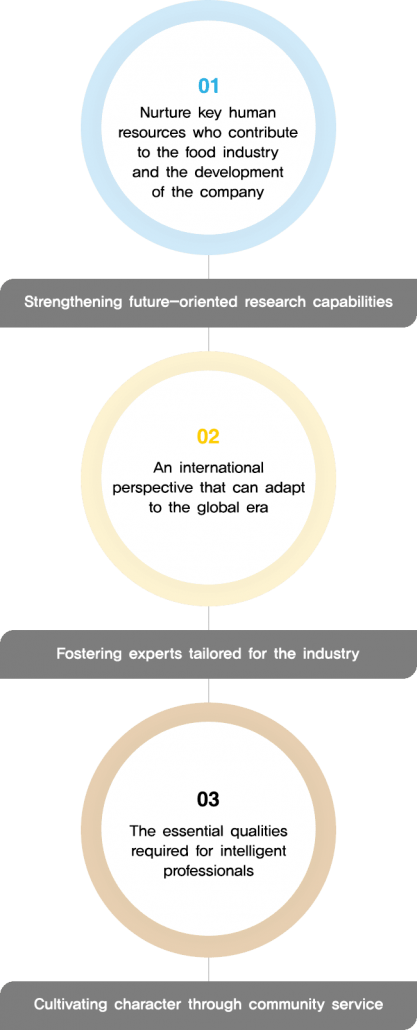 01
Nurture key human
resources who contribute
to the food industry
and the development
of the company
Strengthening future-oriented research capabilities
02
An international
perspective that can adapt
to the global era
Fostering experts tailored for the industry
03
The essential qualities
required for intelligent
professionals
Cultivating character through community service